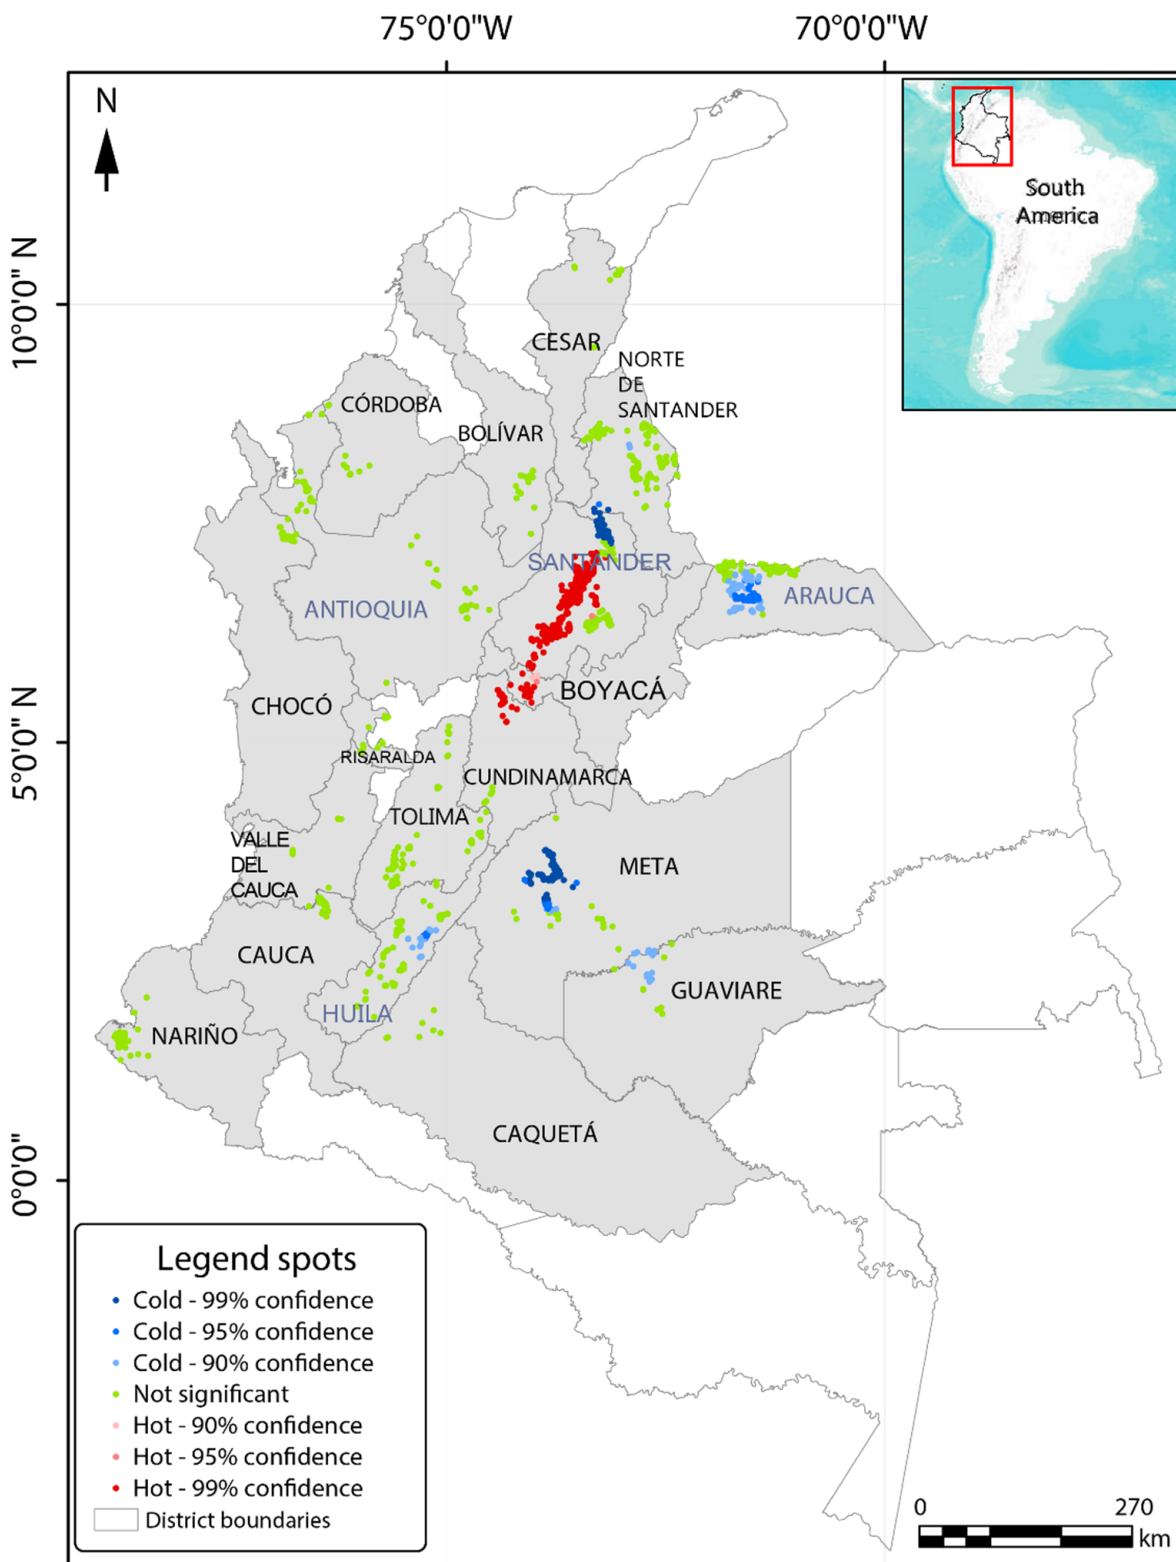 75°0'0"W
70°0'0"W
N
South
America
10°0'0" N
CESAR
NORTE
DE
SANTANDER
CÓRDOBA
BOLÍVAR
SANTANDER
ARAUCA
ANTIOQUIA
BOYACÁ
CHOCÓ
5°0'0" N
RISARALDA
CUNDINAMARCA
TOLIMA
VALLE
DEL
CAUCA
META
CAUCA
GUAVIARE
HUILA
NARIÑO
CAQUETÁ
0°0'0"
Legend spots
Cold - 99% confidence
Cold - 95% confidence
Cold - 90% confidence
Not significant
Hot - 90% confidence
Hot - 95% confidence
Hot - 99% confidence
District boundaries
0 270
km